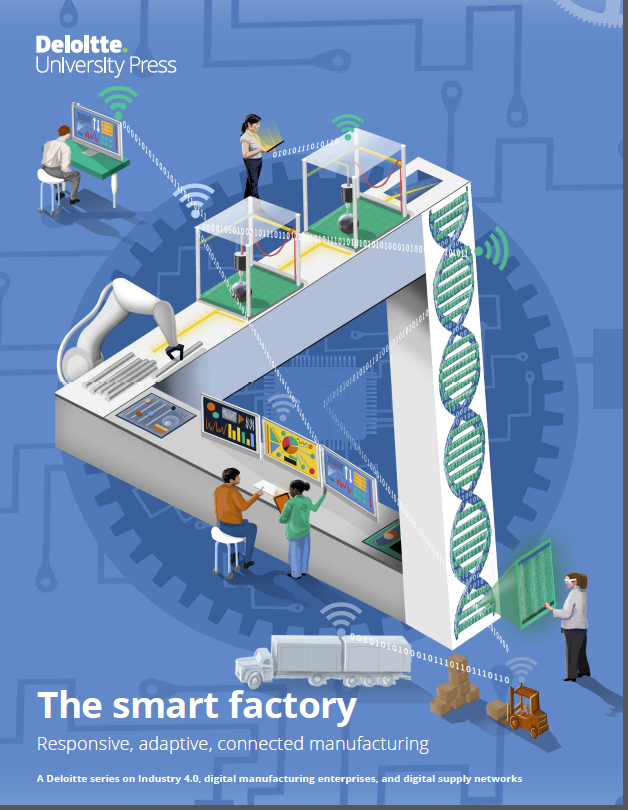 Deloitte.
University Press
The smart factory
Responsive, adaptive, connected manufacturing
A Deloitte series on Industry 4.0, digital manufacturing enterprises, and digital supply networks